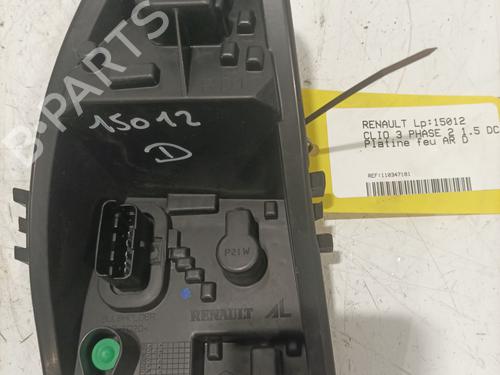 15012
D
RENAULT Lp:15012
CLIO 3 PHASE 2 1.5 DC
Platine feu AR D
REF:110347181
P21W
RENAULT AL